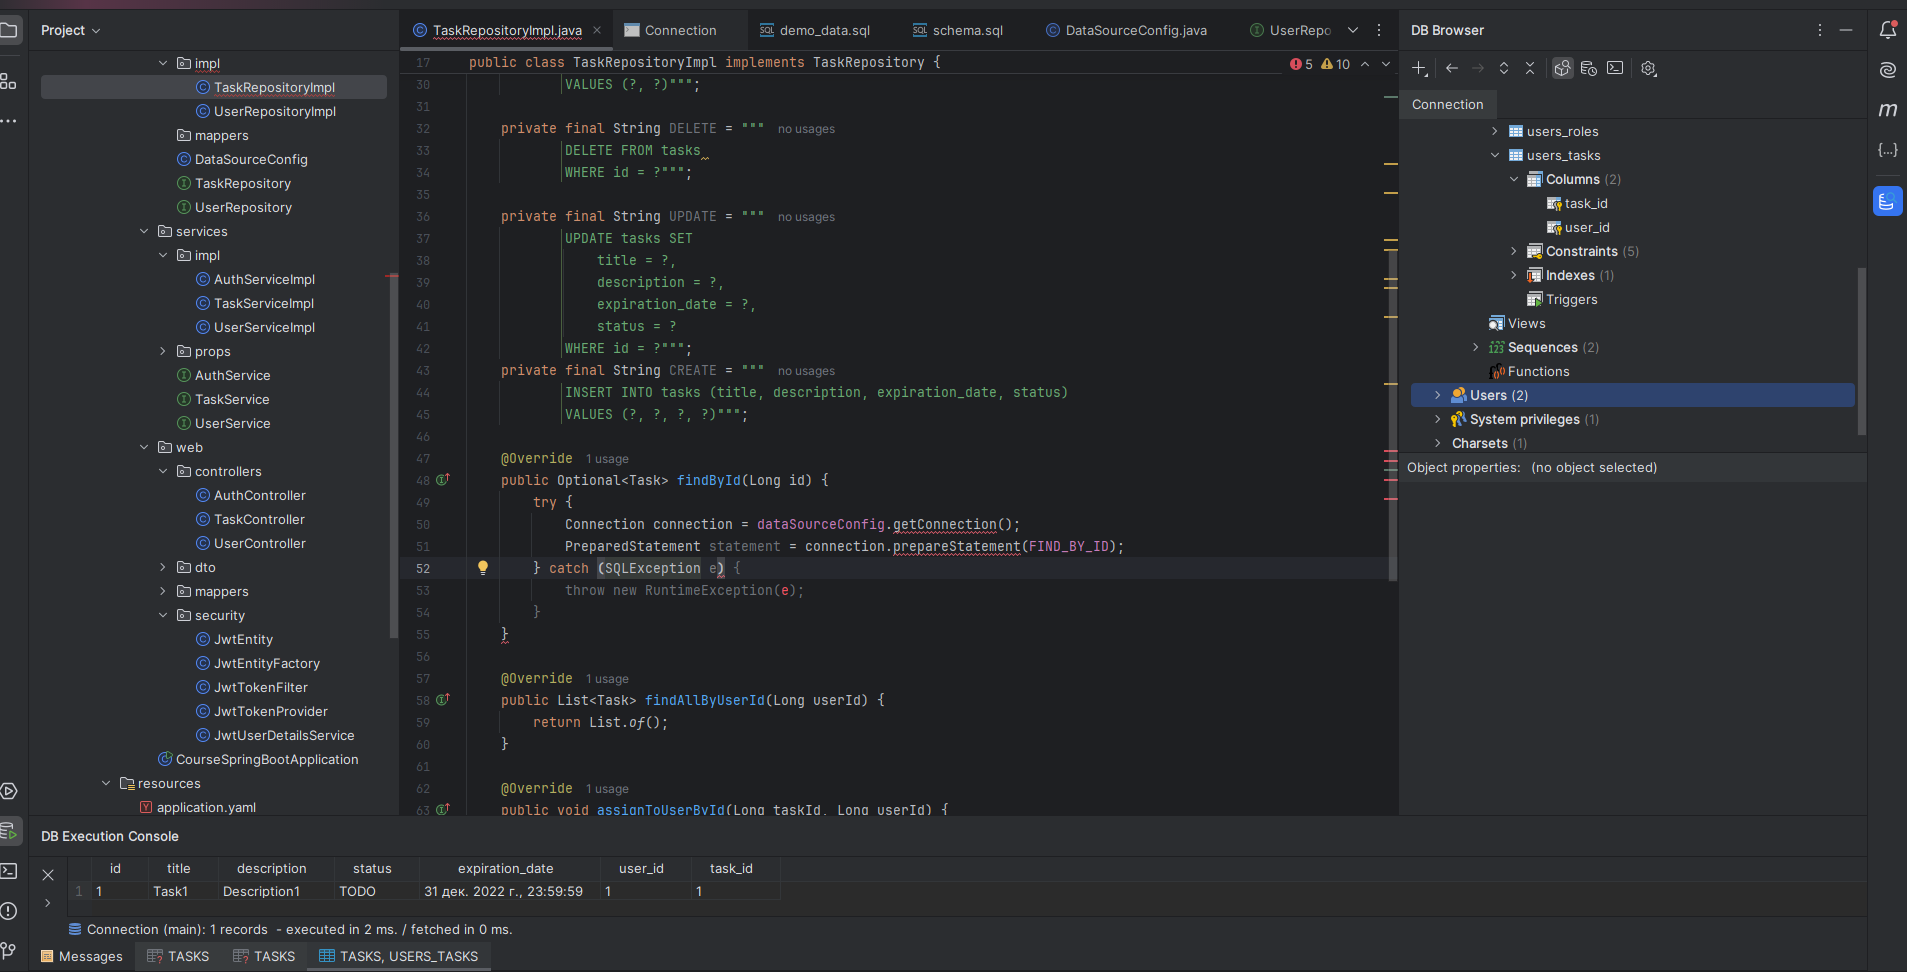 Project
TaskRepositoryImpl.java
Connection
demo_data.sql
schema.sql
DataSourceConfig.java
UserRepo
DB Browser
impl
TaskRepositoryImpl
UserRepositoryImpl
mappers
DataSourceConfig
TaskRepository
UserRepository
services
impl
AuthServiceImpl
TaskServiceImpl
UserServiceImpl
props
AuthService
TaskService
UserService
web
controllers
AuthController
TaskController
UserController
dto
mappers
security
JwtEntity
JwtEntityFactory
JwtTokenFilter
JwtTokenProvider
JwtUserDetailsService
CourseSpringBootApplication
resources
application.yaml
17 public class TaskRepositoryImpl implements TaskRepository {
5 10
30 VALUES (?, ?)""";
31
32 private final String DELETE = """ no usages
33 DELETE FROM tasks
34 WHERE id = ?""";
35
36 private final String UPDATE = """ no usages
37 UPDATE tasks SET
38 title = ?,
39 description = ?,
40 expiration_date = ?,
41 status = ?
42 WHERE id = ?""";
43 private final String CREATE = """ no usages
44 INSERT INTO tasks (title, description, expiration_date, status)
45 VALUES (?, ?, ?, ?)""";
46
47 @Override 1 usage
48 public Optional<Task> findById(Long id) {
49 try {
50 Connection connection = dataSourceConfig.getConnection();
51 PreparedStatement statement = connection.prepareStatement(FIND_BY_ID);
52 } catch (SQLException e) {
53 throw new RuntimeException(e);
54 }
55 }
56
57 @Override 1 usage
58 public List<Task> findAllByUserId(Long userId) {
59 return List.of();
60 }
61
62 @Override 1 usage
63 public void assignToUserById(Long taskId, Long userId) {
Connection
users_roles
users_tasks
Columns (2)
task_id
user_id
Constraints (5)
Indexes (1)
Triggers
Views
Sequences (2)
Functions
Users (2)
System privileges (1)
Charsets (1)
Object properties: (no object selected)
DB Execution Console
id title description status expiration_date user_id task_id
1 1 Task1 Description1 TODO 31 дек. 2022 г., 23:59:59 1 1
Connection (main): 1 records - executed in 2 ms. / fetched in 0 ms.
Messages TASKS TASKS TASKS, USERS_TASKS